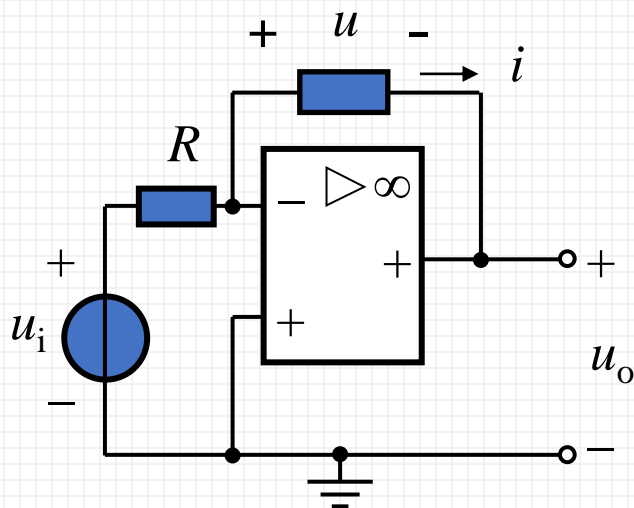 + u - i
R
− ▷ ∞
+ + +
u_i + u_o
− −